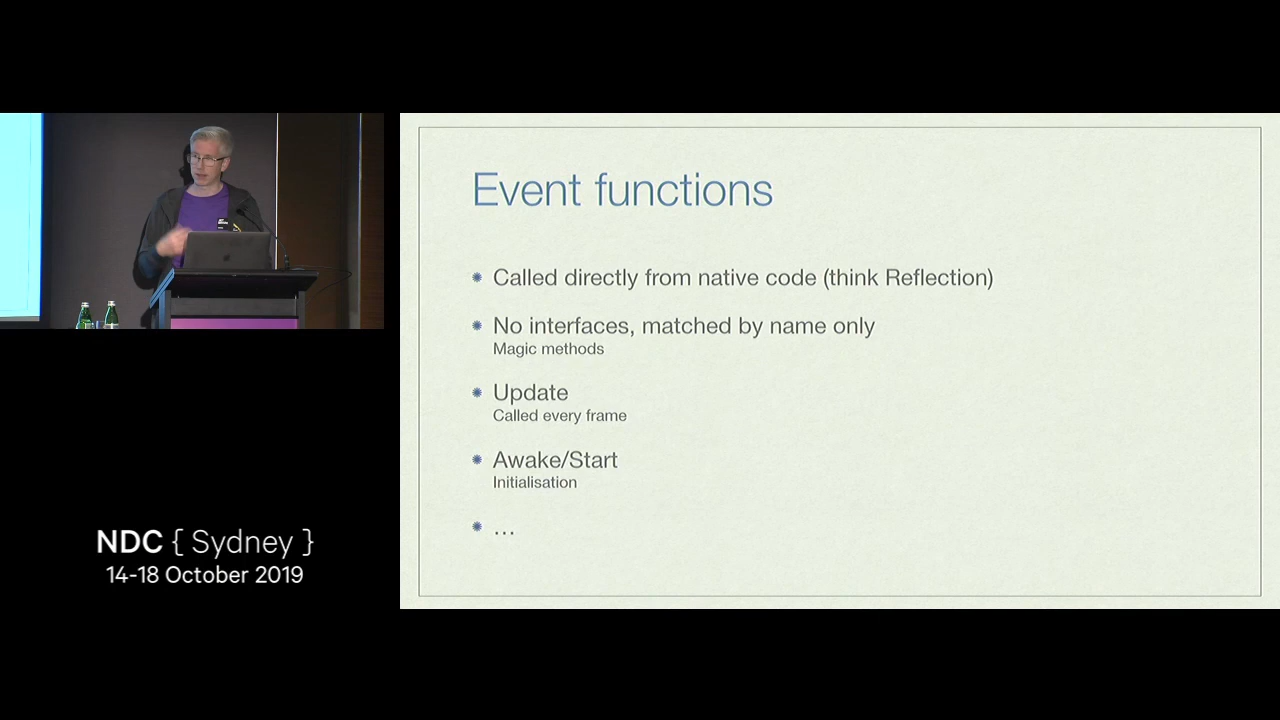 Event functions
Called directly from native code (think Reflection)
No interfaces, matched by name only
Magic methods
Update
Called every frame
Awake/Start
Initialisation
...
NDC { Sydney }
14-18 October 2019